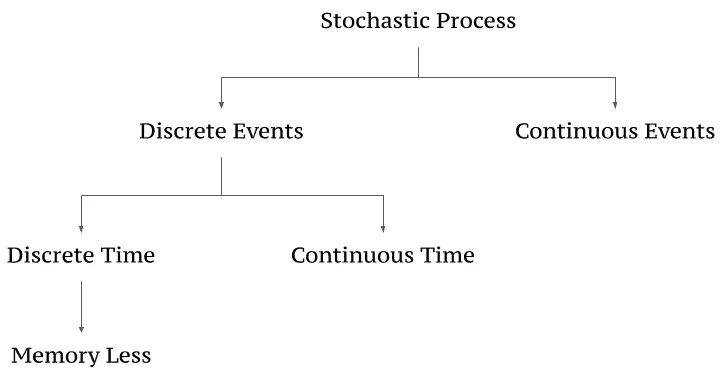 Stochastic Process
Discrete Events
Continuous Events
Discrete Time
Continuous Time
Memory Less